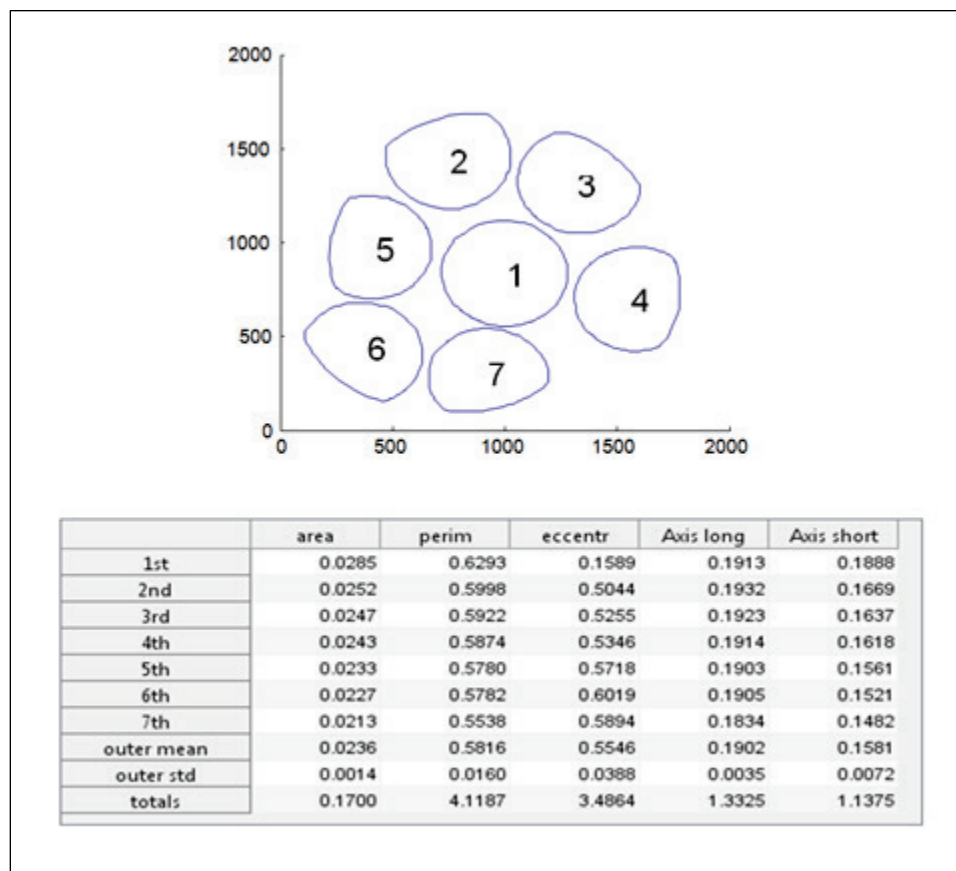 2000
1500
1000
500
0
2
3
5
1
4
6
7
0 500 1000 1500 2000
area perim eccentr Axis long Axis short
1st 0.0285 0.6293 0.1589 0.1913 0.1888
2nd 0.0252 0.5998 0.5044 0.1932 0.1669
3rd 0.0247 0.5922 0.5255 0.1923 0.1637
4th 0.0243 0.5874 0.5346 0.1914 0.1618
5th 0.0233 0.5780 0.5718 0.1903 0.1561
6th 0.0227 0.5782 0.6019 0.1905 0.1521
7th 0.0213 0.5538 0.5894 0.1834 0.1482
outer mean 0.0236 0.5816 0.5546 0.1902 0.1581
outer std 0.0014 0.0160 0.0388 0.0035 0.0072
totals 0.1700 4.1187 3.4864 1.3325 1.1375